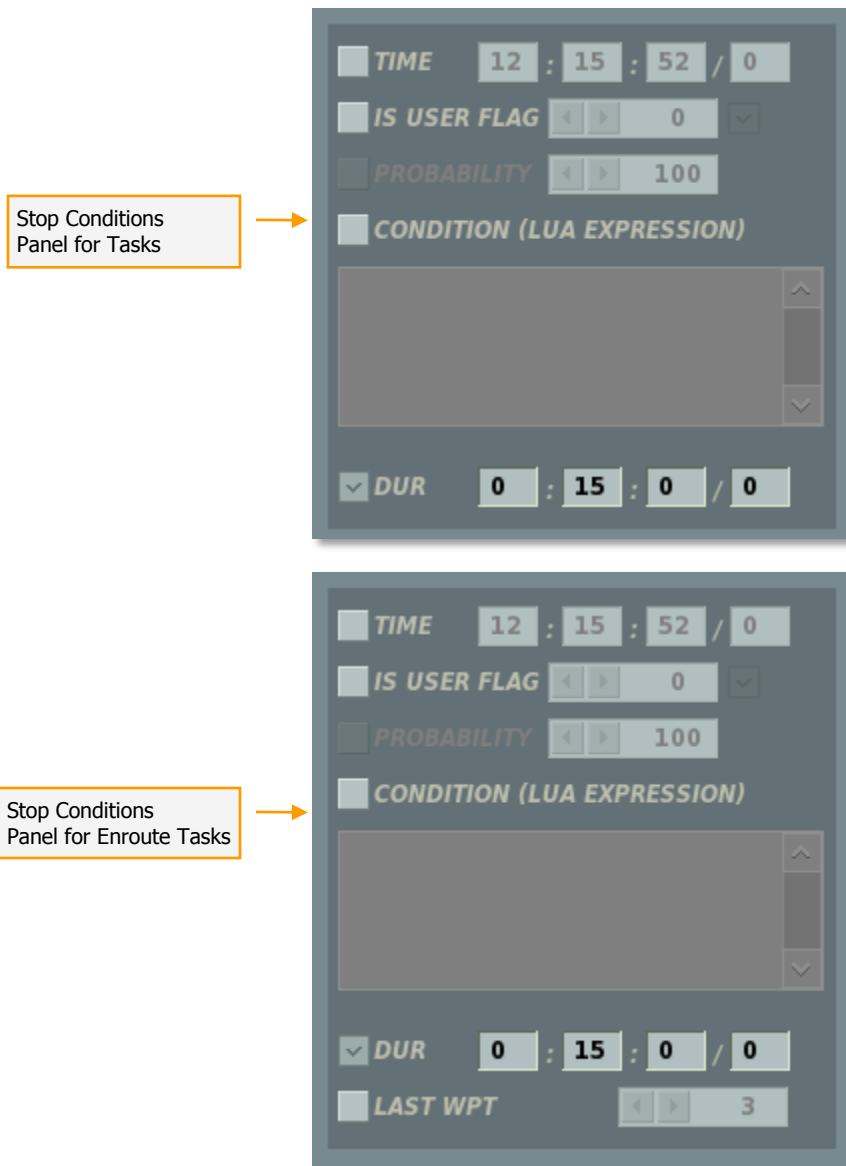 TIME 12 : 15 : 52 / 0
IS USER FLAG 0
PROBABILITY 100
Stop Conditions
Panel for Tasks
CONDITION (LUA EXPRESSION)
DUR 0 : 15 : 0 / 0
TIME 12 : 15 : 52 / 0
IS USER FLAG 0
PROBABILITY 100
CONDITION (LUA EXPRESSION)
Stop Conditions
Panel for Enroute Tasks
DUR 0 : 15 : 0 / 0
LAST WPT 3